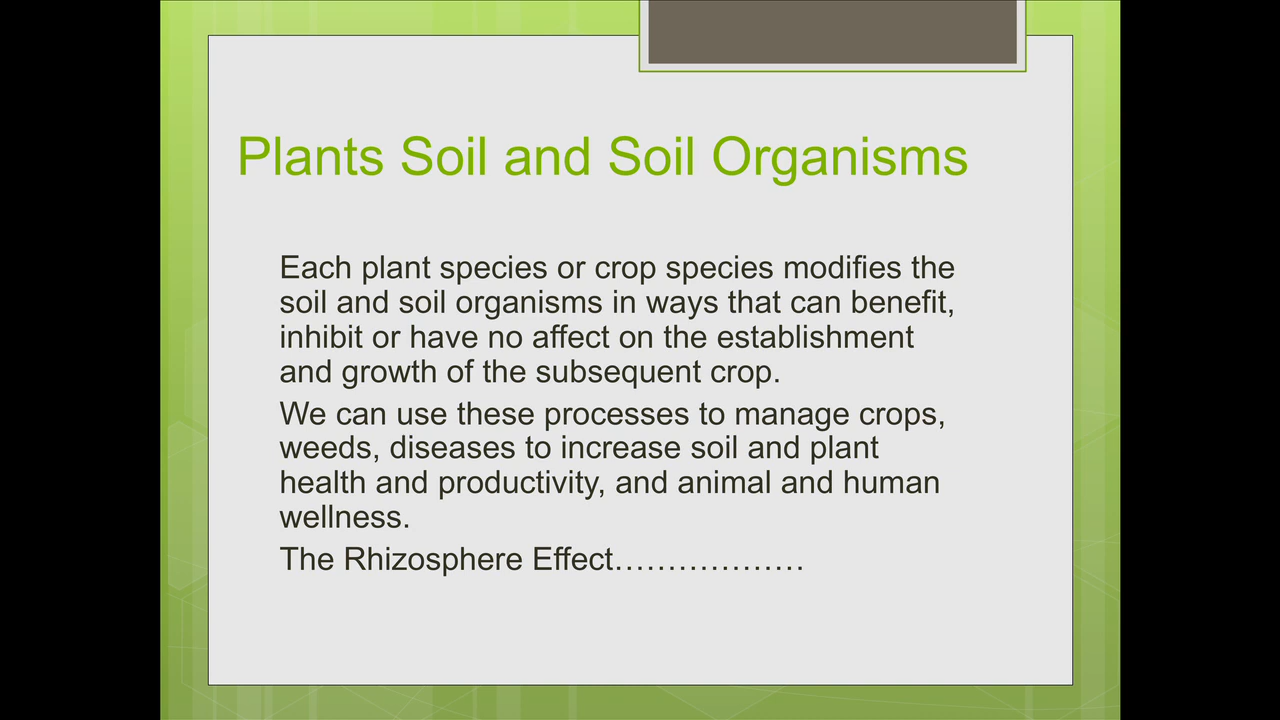 Plants Soil and Soil Organisms
Each plant species or crop species modifies the
soil and soil organisms in ways that can benefit,
inhibit or have no affect on the establishment
and growth of the subsequent crop.
We can use these processes to manage crops,
weeds, diseases to increase soil and plant
health and productivity, and animal and human
wellness.
The Rhizosphere Effect………………